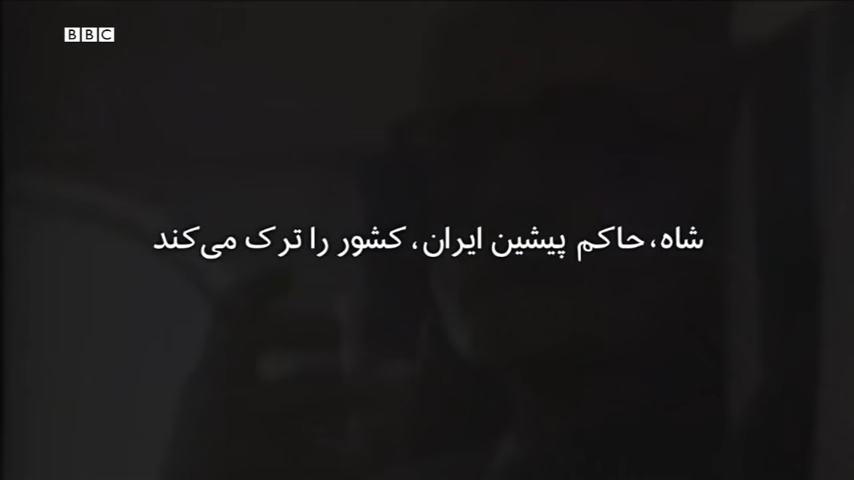 BBC
شاه، حاکم پیشین ایران، کشور را ترک می‌کند